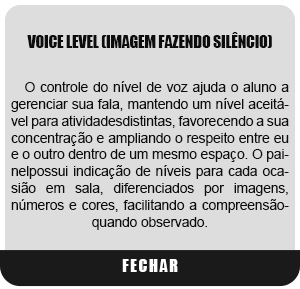 VOICE LEVEL (IMAGEM FAZENDO SILÊNCIO)
O controle do nível de voz ajuda o aluno a
gerenciar sua fala, mantendo um nível aceitá-
vel para atividadesdistintas, favorecendo a sua
concentração e ampliando o respeito entre eu
e o outro dentro de um mesmo espaço. O pai-
nelpossui indicação de níveis para cada oca-
sião em sala, diferenciados por imagens,
números e cores, facilitando a compreensão-
quando observado.
FECHAR